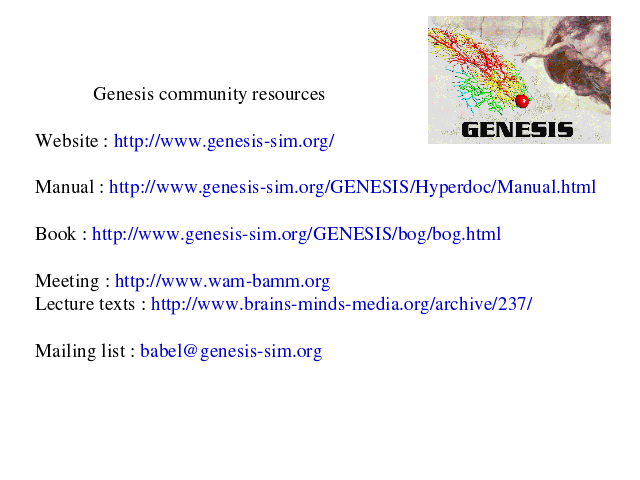 GENESIS
Genesis community resources
Website : http://www.genesis-sim.org/
Manual : http://www.genesis-sim.org/GENESIS/Hyperdoc/Manual.html
Book : http://www.genesis-sim.org/GENESIS/bog/bog.html
Meeting : http://www.wam-bamm.org
Lecture texts : http://www.brains-minds-media.org/archive/237/
Mailing list : babel@genesis-sim.org